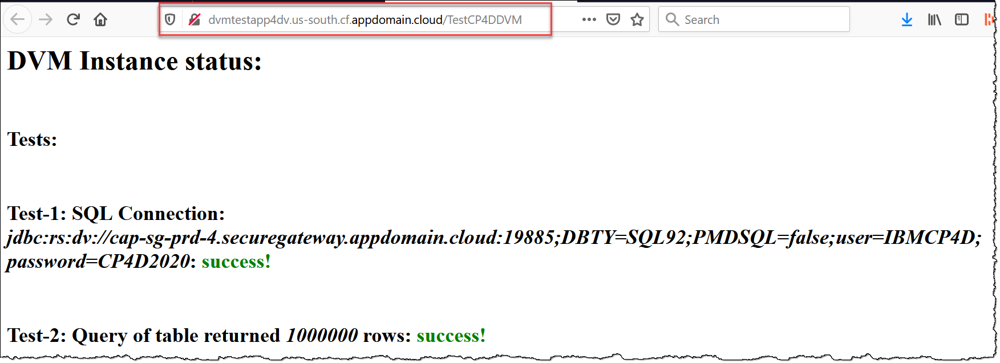 dvmtestapp4dv.us-south.cf.appdomain.cloud/TestCP4DDVM
Search
DVM Instance status:
Tests:
Test-1: SQL Connection:
jdbc:rs:dv://cap-sg-prd-4.securegateway.appdomain.cloud:19885;DBTY=SQL92;PMDSQL=false;user=IBMCP4D;
password=CP4D2020: success!
Test-2: Query of table returned 1000000 rows: success!